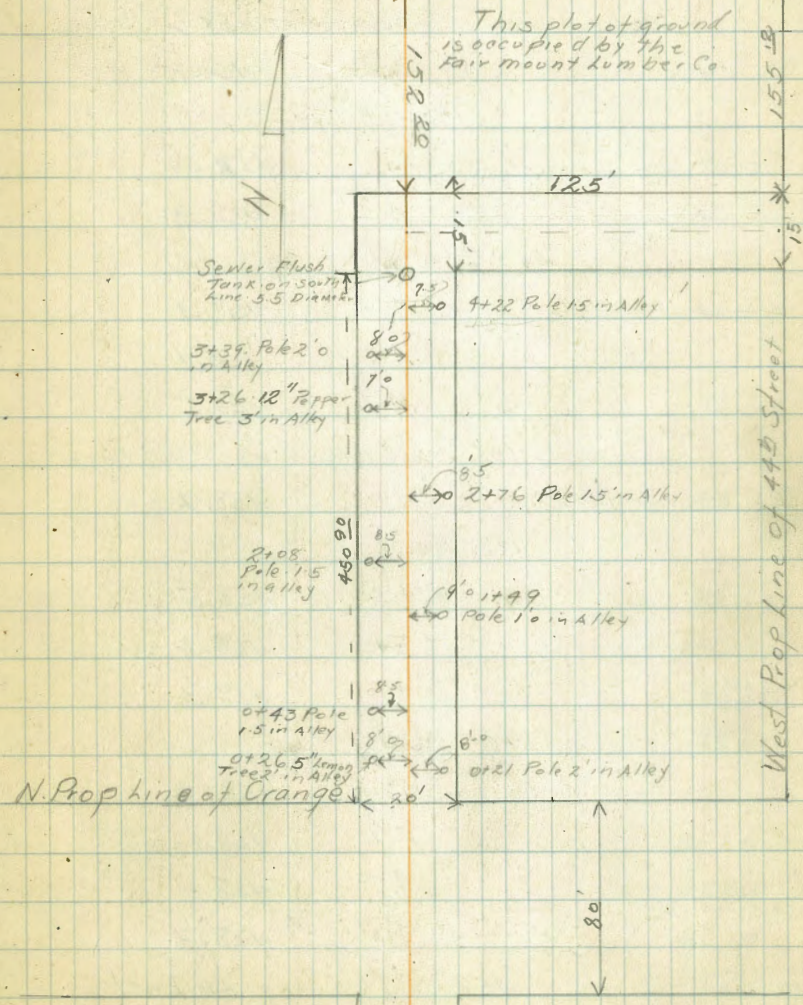 This plot of ground
is occupied by the
Fairmount Lumber Co
152 20
155 12
N
125'
15'
15'
Sewer Flush
Tank on South
Line 5.5 Diameter
7.5
4+22 Pole 1.5 in Alley
8.0
3+39 Pole 2'0
in Alley
7'0
3+26 12" Pepper
Tree 3' in Alley
8.5
2+76 Pole 1.5' in Alley
450 90
8.5
2+08
Pole 1.5
in alley
9'0 1+49
Pole 1'0 in Alley
West Prop Line of 44th Street
8.5
0+43 Pole
1.5 in Alley
8'0
0+26 5" Lemon
Tree 2' in Alley
8'-0
0+21 Pole 2' in Alley
N. Prop Line of Orange
20'
80'